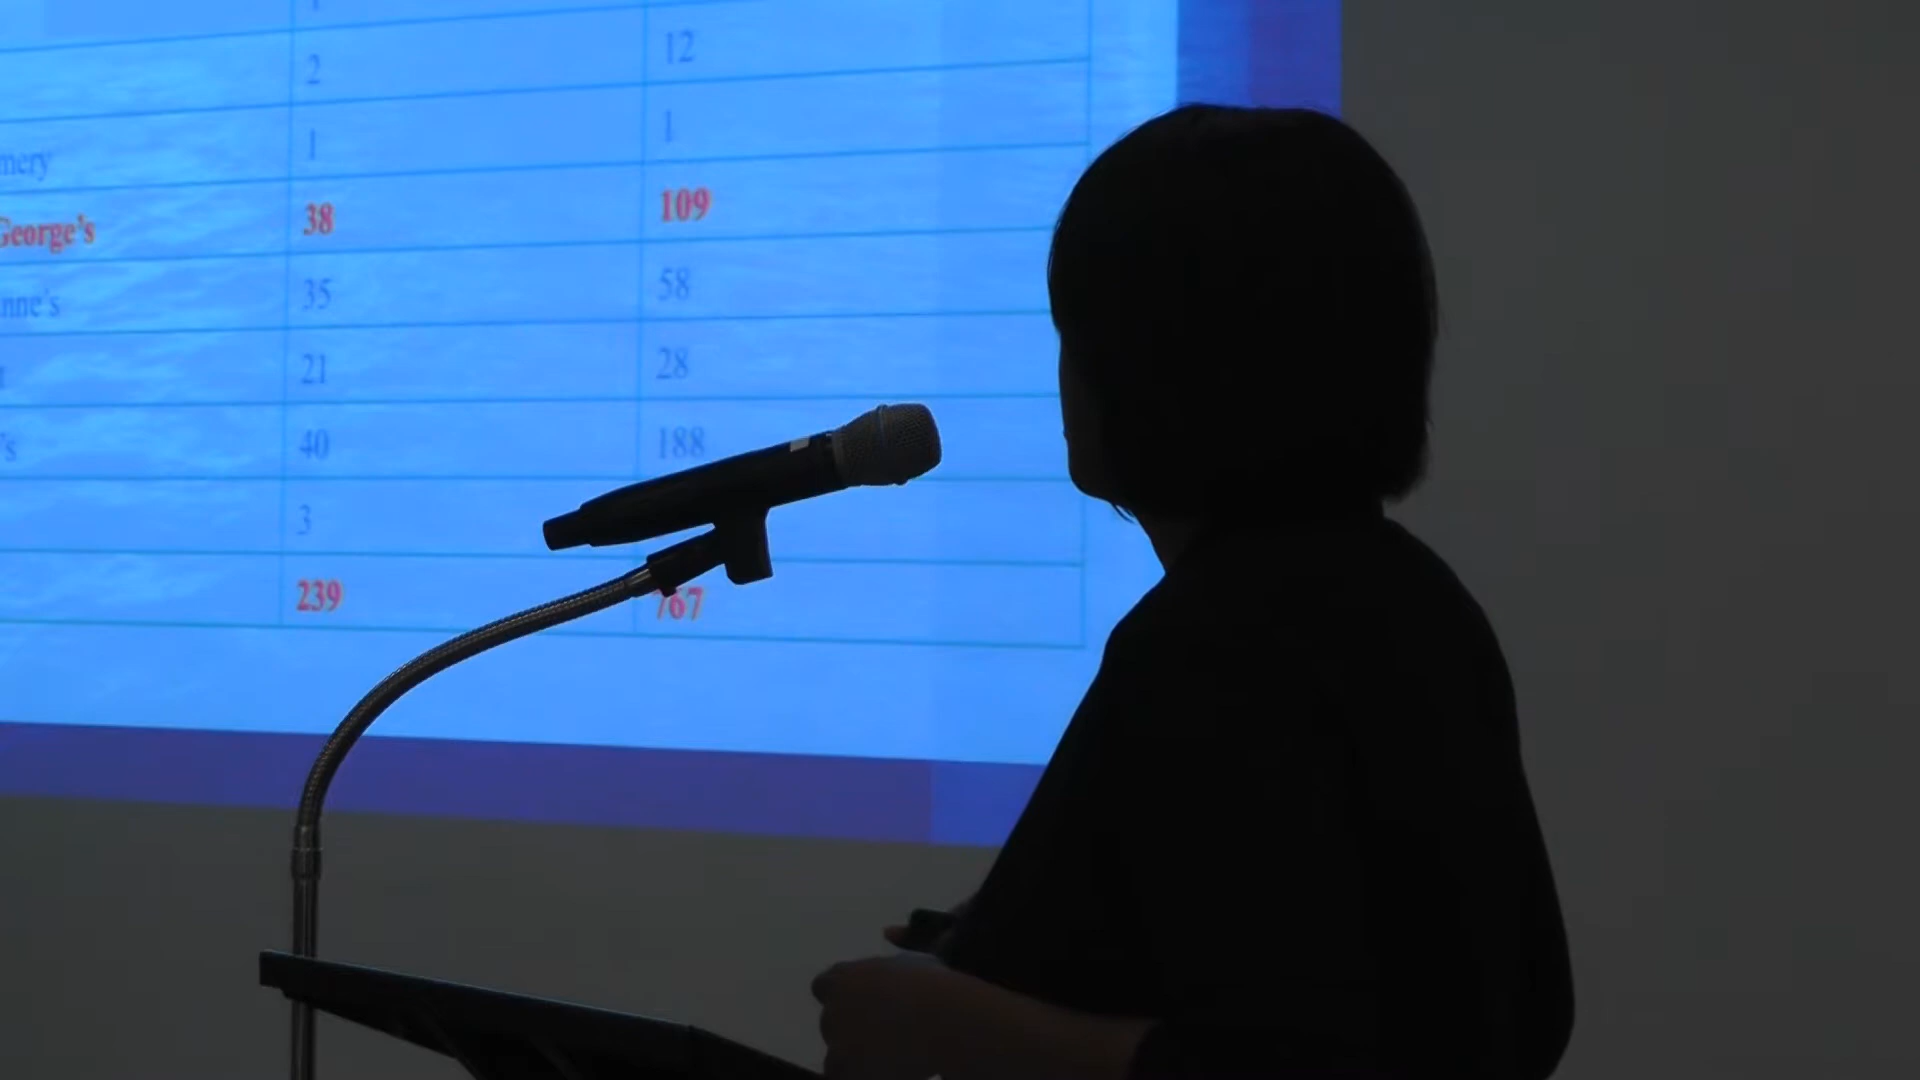 2 12
mery 1 1
George's 38 109
nne's 35 58
t 21 28
's 40 188
3
239 767